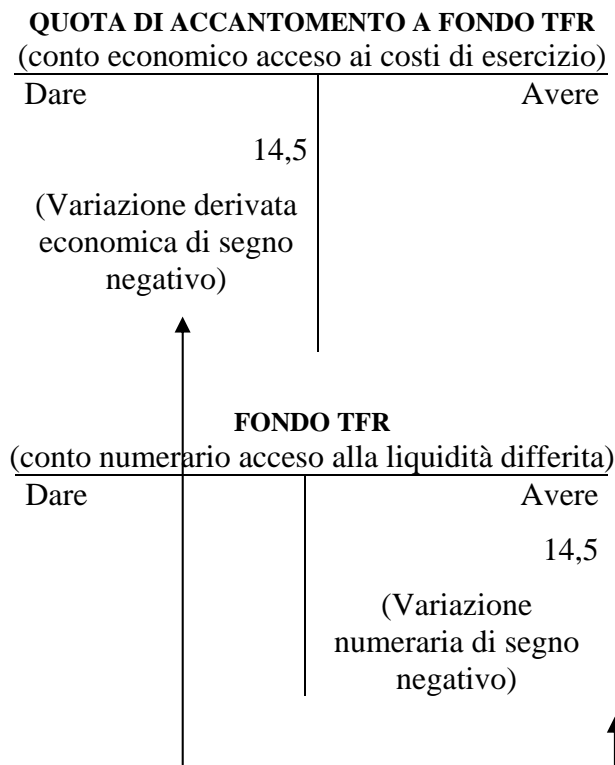 QUOTA DI ACCANTOMENTO A FONDO TFR
(conto economico acceso ai costi di esercizio)
Dare Avere
14,5
(Variazione derivata
economica di segno
negativo)
FONDO TFR
(conto numerario acceso alla liquidità differita)
Dare Avere
14,5
(Variazione
numeraria di segno
negativo)